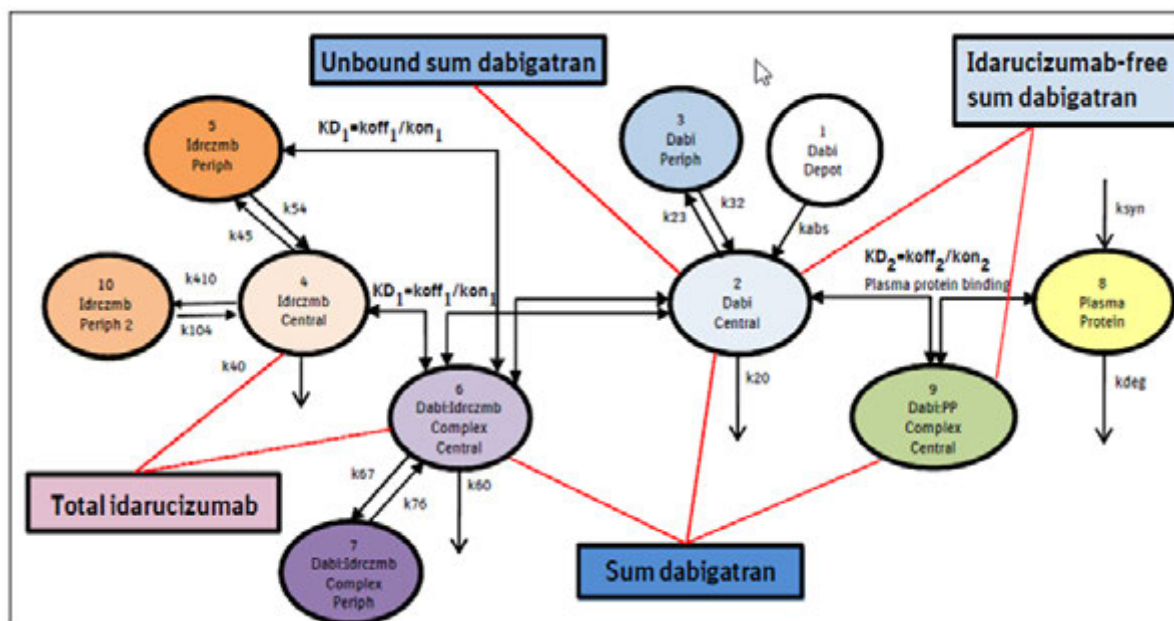 Unbound sum dabigatran
Idarucizumab-free
sum dabigatran
5
Idrczmb
Periph
KD1=koff1/kon1
3
Dabi
Periph
1
Dabi
Depot
k54
k45
k32
k23
kabs
ksyn
10
Idrczmb
Periph 2
k410
k104
4
Idrczmb
Central
KD1=koff1/kon1
2
Dabi
Central
KD2=koff2/kon2
Plasma protein binding
8
Plasma
Protein
k40
k20
kdeg
6
Dabi:Idrczmb
Complex
Central
9
Dabi:PP
Complex
Central
Total idarucizumab
k67
k76
k60
7
Dabi:Idrczmb
Complex
Periph
Sum dabigatran